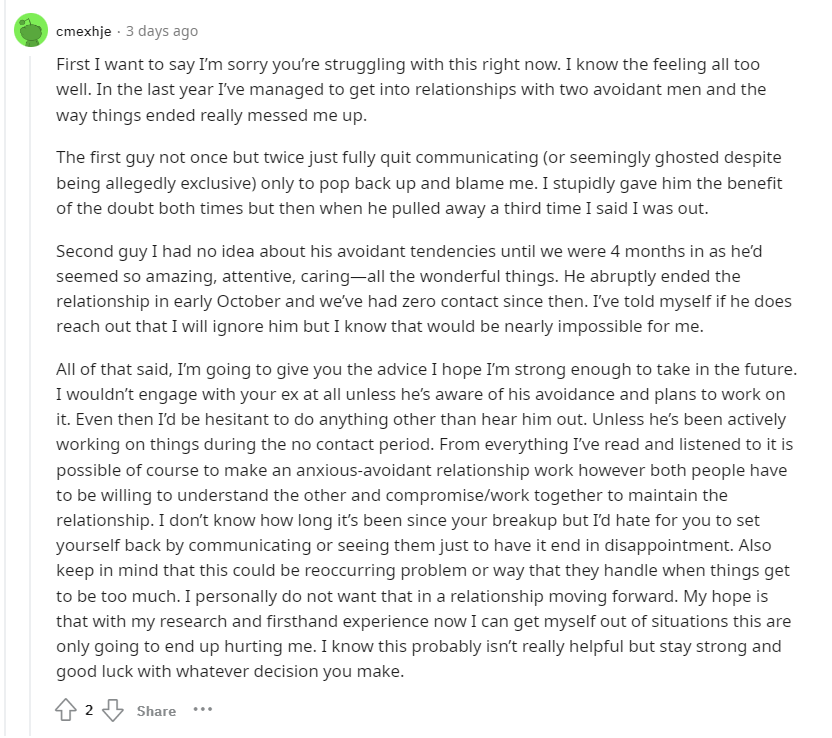 cmexhje · 3 days ago
First I want to say I’m sorry you’re struggling with this right now. I know the feeling all too
well. In the last year I’ve managed to get into relationships with two avoidant men and the
way things ended really messed me up.
The first guy not once but twice just fully quit communicating (or seemingly ghosted despite
being allegedly exclusive) only to pop back up and blame me. I stupidly gave him the benefit
of the doubt both times but then when he pulled away a third time I said I was out.
Second guy I had no idea about his avoidant tendencies until we were 4 months in as he’d
seemed so amazing, attentive, caring—all the wonderful things. He abruptly ended the
relationship in early October and we’ve had zero contact since then. I’ve told myself if he does
reach out that I will ignore him but I know that would be nearly impossible for me.
All of that said, I’m going to give you the advice I hope I’m strong enough to take in the future.
I wouldn’t engage with your ex at all unless he’s aware of his avoidance and plans to work on
it. Even then I’d be hesitant to do anything other than hear him out. Unless he’s been actively
working on things during the no contact period. From everything I’ve read and listened to it is
possible of course to make an anxious-avoidant relationship work however both people have
to be willing to understand the other and compromise/work together to maintain the
relationship. I don’t know how long it’s been since your breakup but I’d hate for you to set
yourself back by communicating or seeing them just to have it end in disappointment. Also
keep in mind that this could be reoccurring problem or way that they handle when things get
to be too much. I personally do not want that in a relationship moving forward. My hope is
that with my research and firsthand experience now I can get myself out of situations this are
only going to end up hurting me. I know this probably isn’t really helpful but stay strong and
good luck with whatever decision you make.
2 Share